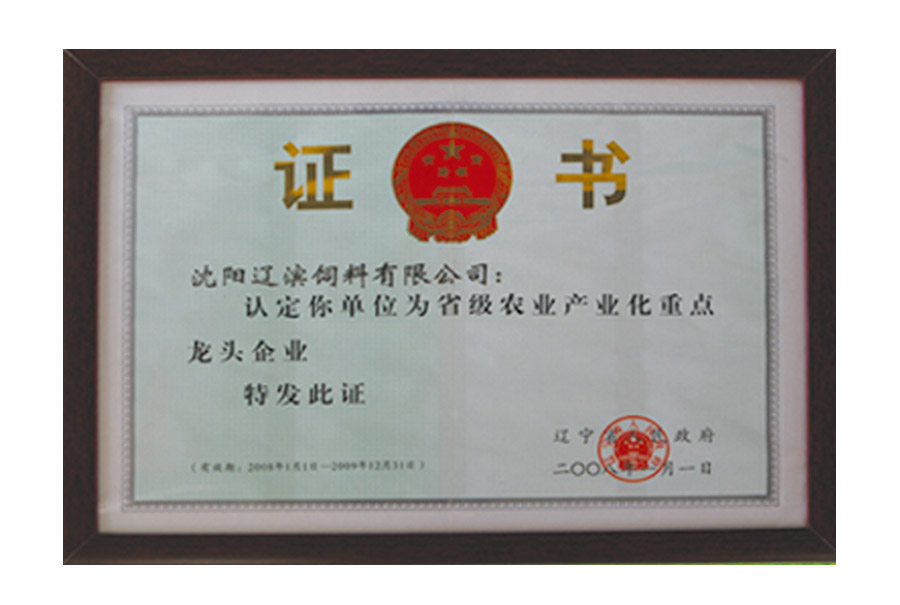 证 书
沈阳辽滨饲料有限公司:
认定你单位为省级农业产业化重点
龙头企业
特发此证
辽宁省人民政府
(有效期:2008年1月1日—2009年12月31日)
二〇〇八年一月一日